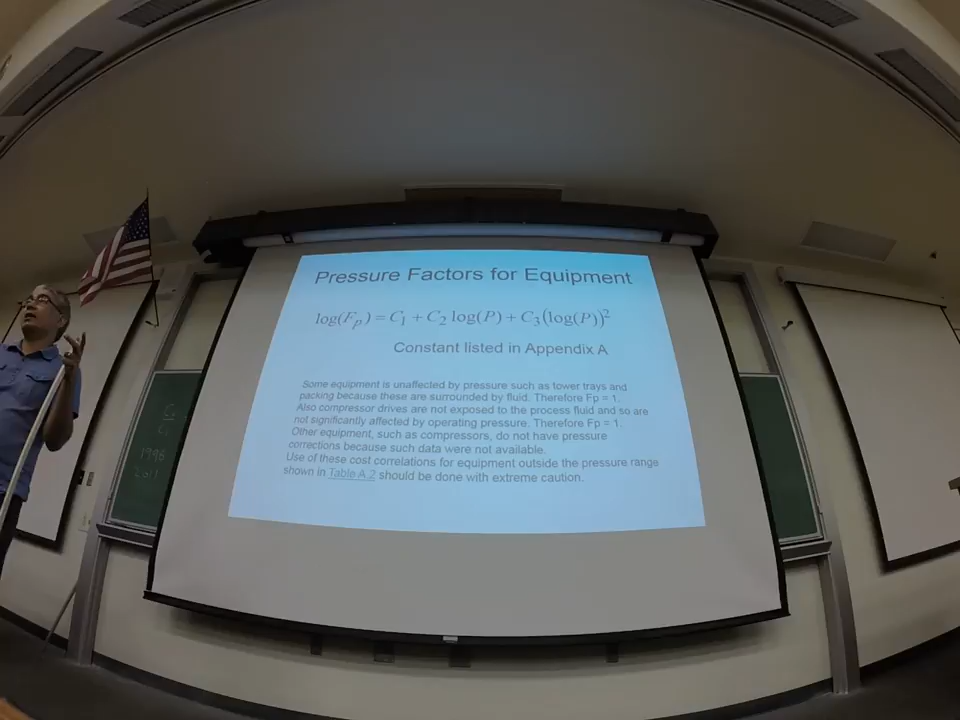 Pressure Factors for Equipment
log(Fp) = C1 + C2 log(P) + C3(log(P))²
Constant listed in Appendix A
Some equipment is unaffected by pressure such as tower trays and
packing because these are surrounded by fluid. Therefore Fp = 1.
Also compressor drives are not exposed to the process fluid and so are
not significantly affected by operating pressure. Therefore Fp = 1.
Other equipment, such as compressors, do not have pressure
corrections because such data were not available.
Use of these cost correlations for equipment outside the pressure range
shown in Table A.2 should be done with extreme caution.
1998